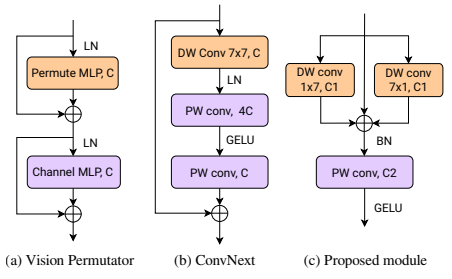 LN
Permute MLP, C
LN
Channel MLP, C
(a) Vision Permutator
DW Conv 7x7, C
LN
PW conv, 4C
GELU
PW conv, C
(b) ConvNext
DW conv
1x7, C1
DW conv
7x1, C1
BN
PW conv, C2
GELU
(c) Proposed module